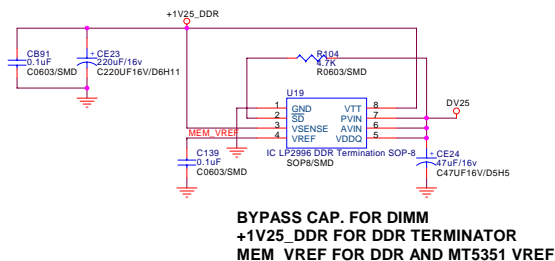 +1V25_DDR
CB91
0.1uF
C0603/SMD
+ CE23
220uF/16v
C220UF16V/D6H11
R104
4.7K
R0603/SMD
U19
1 GND VTT 8
2 SD PVIN 7
3 VSENSE AVIN 6
4 VREF VDDQ 5
DV25
MEM_VREF
IC LP2996 DDR Termination SOP-8
SOP8/SMD
C139
0.1uF
C0603/SMD
+ CE24
47uF/16v
C47UF16V/D5H5
BYPASS CAP. FOR DIMM
+1V25_DDR FOR DDR TERMINATOR
MEM_VREF FOR DDR AND MT5351 VREF